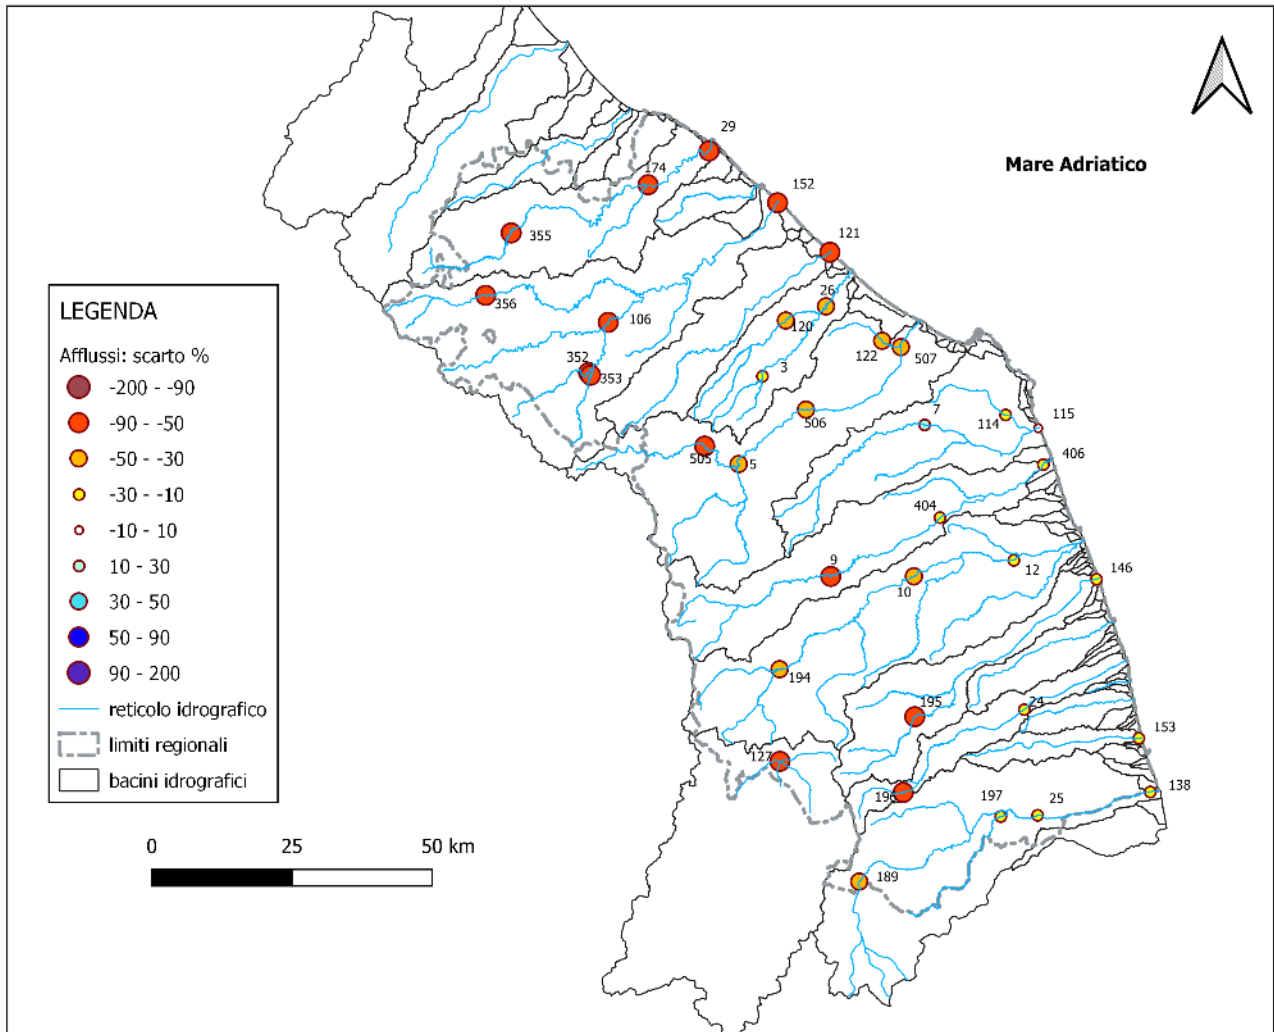 29
Mare Adriatico
174
152
355
121
356
26
106
120
352
353
122
507
3
506
7
114
115
505
5
406
404
9
10
12
146
194
195
24
153
127
196
197
25
138
189
LEGENDA
Afflussi: scarto %
-200 - -90
-90 - -50
-50 - -30
-30 - -10
-10 - 10
10 - 30
30 - 50
50 - 90
90 - 200
reticolo idrografico
limiti regionali
bacini idrografici
0 25 50 km